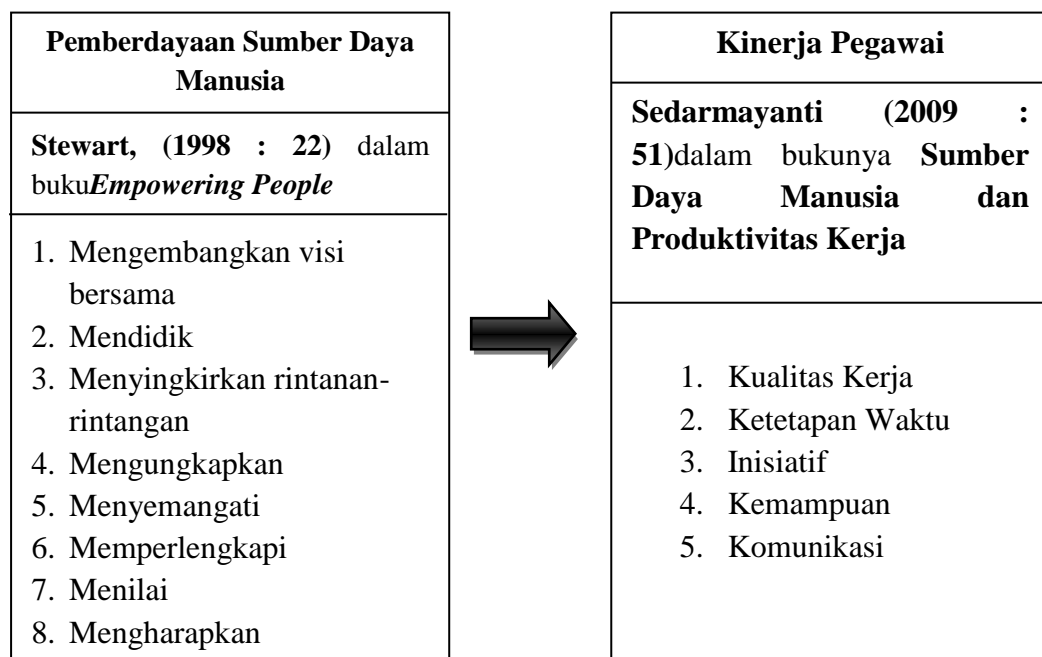 Pemberdayaan Sumber Daya
Manusia
Stewart, (1998 : 22) dalam
bukuEmpowering People
1. Mengembangkan visi
bersama
2. Mendidik
3. Menyingkirkan rintanan-
rintangan
4. Mengungkapkan
5. Menyemangati
6. Memperlengkapi
7. Menilai
8. Mengharapkan
Kinerja Pegawai
Sedarmayanti (2009 :
51)dalam bukunya Sumber
Daya Manusia dan
Produktivitas Kerja
1. Kualitas Kerja
2. Ketetapan Waktu
3. Inisiatif
4. Kemampuan
5. Komunikasi